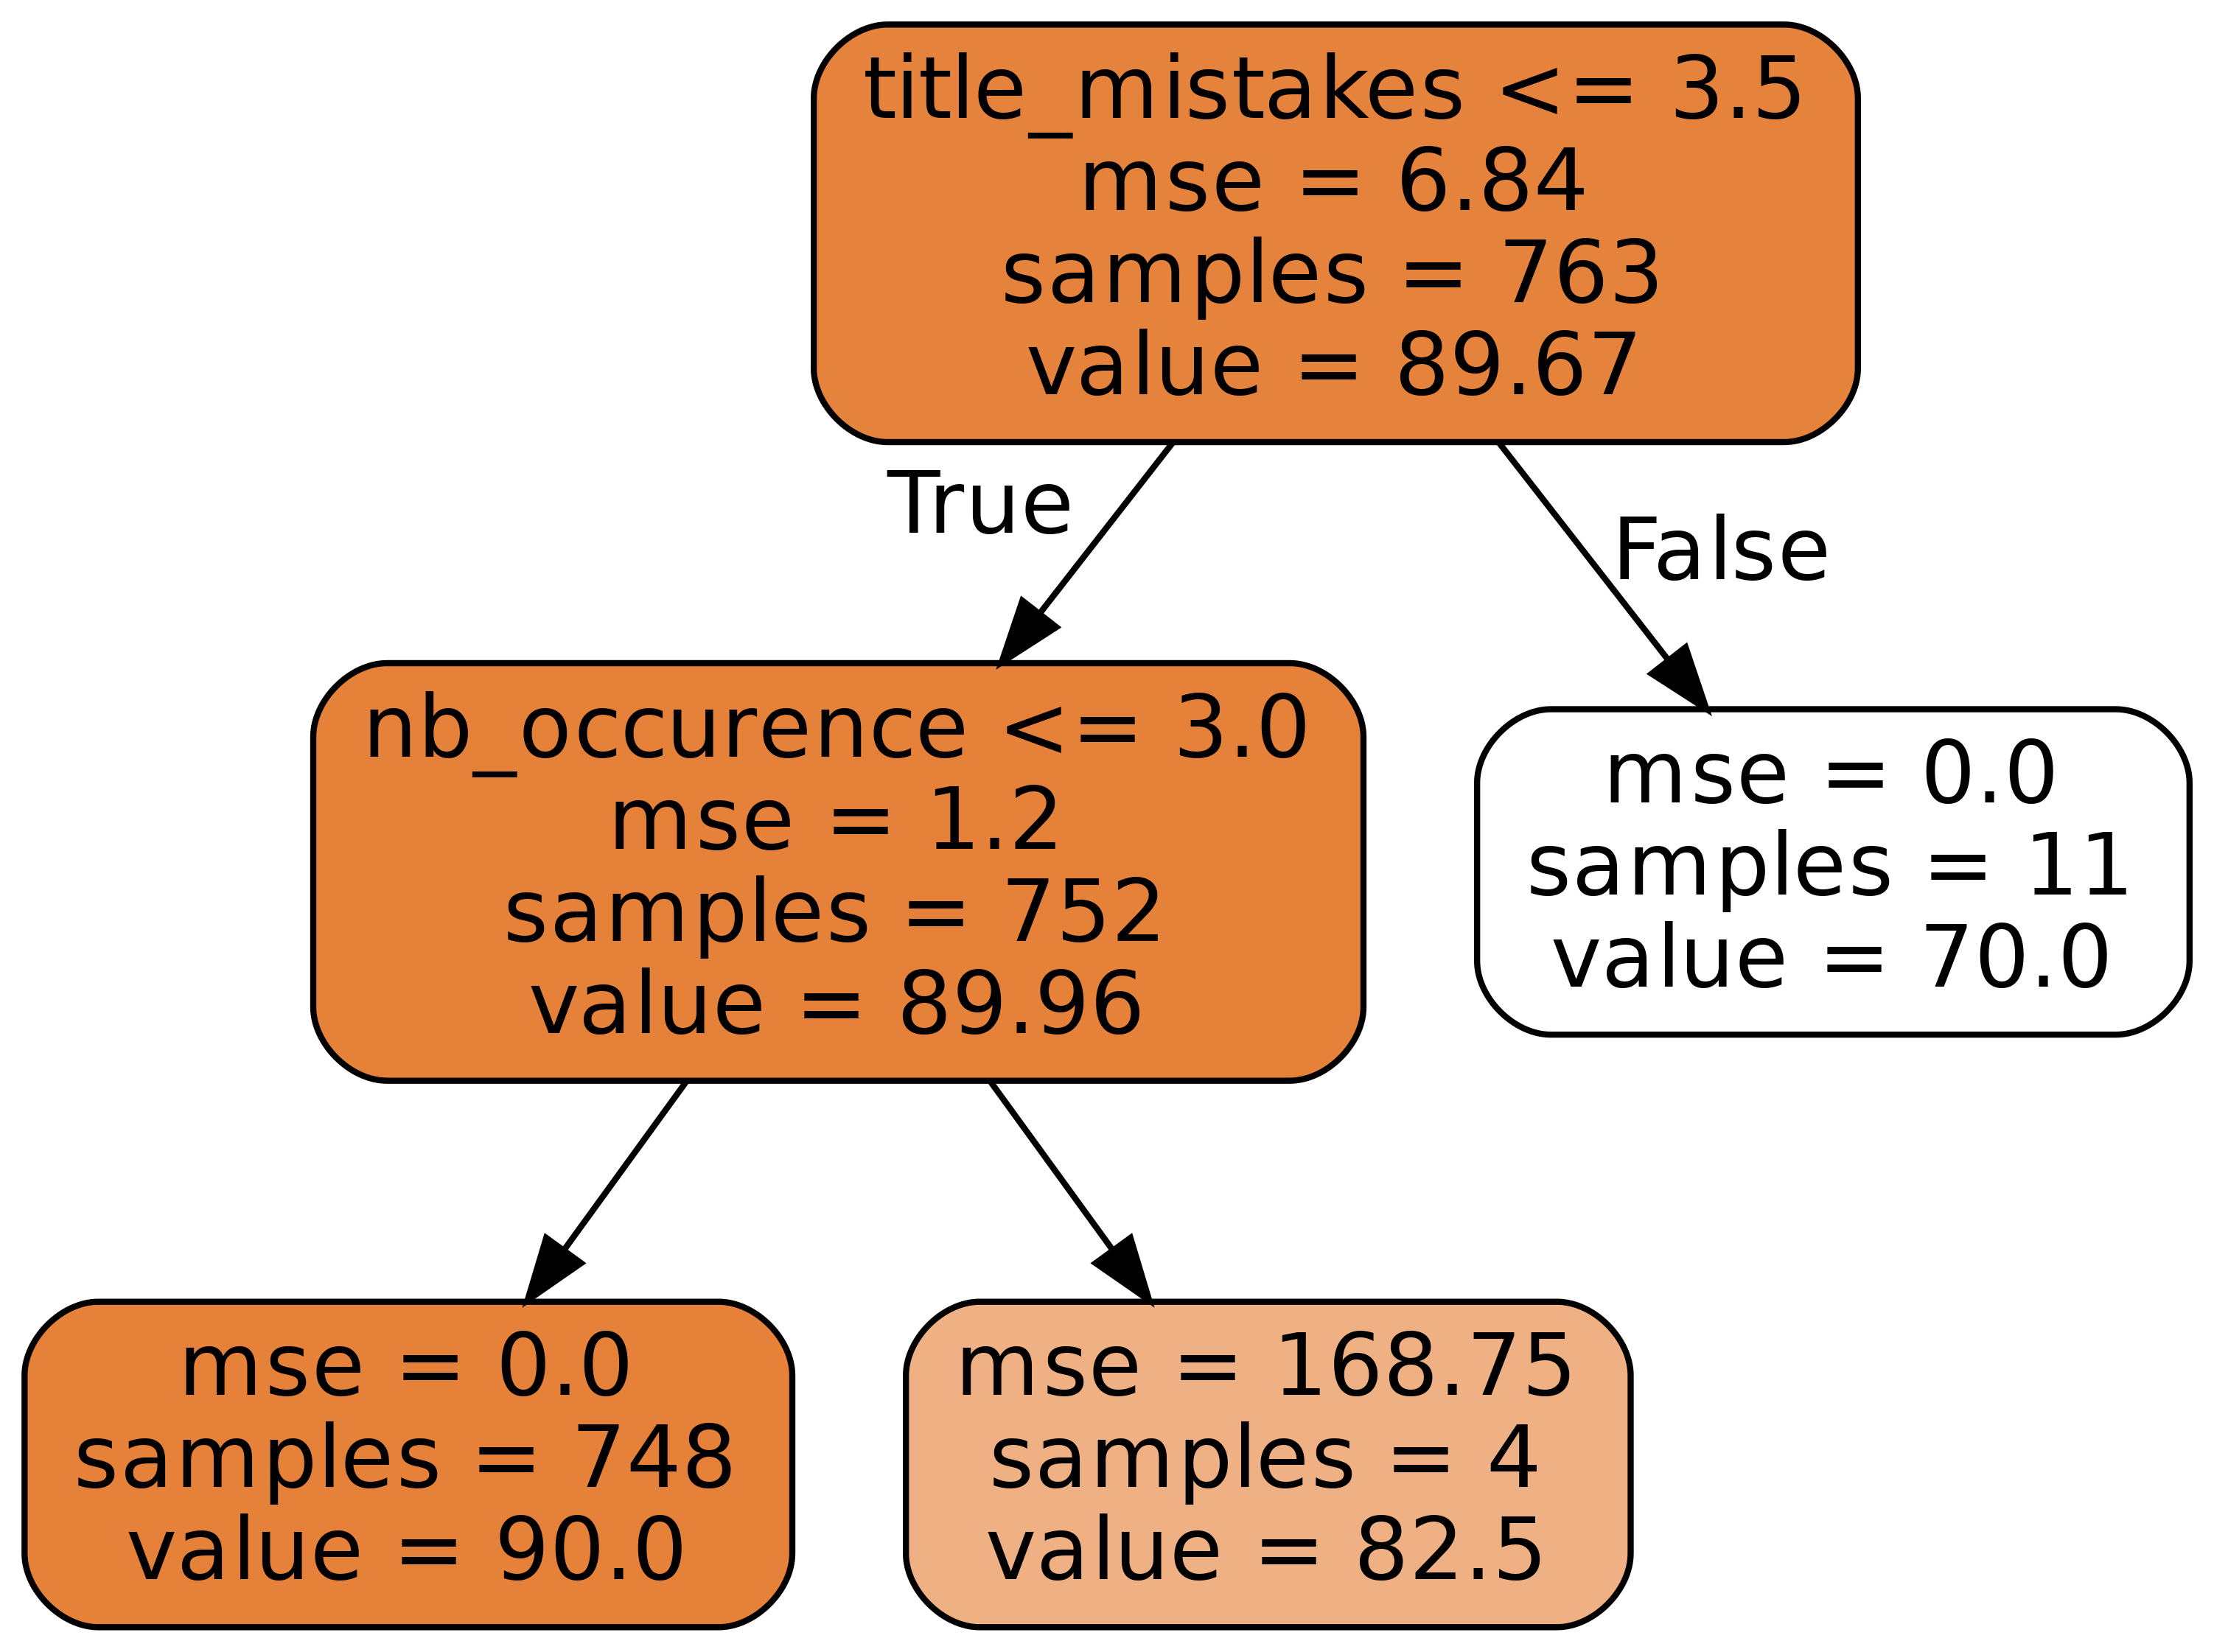 title_mistakes <= 3.5
mse = 6.84
samples = 763
value = 89.67
True
False
nb_occurence <= 3.0
mse = 1.2
samples = 752
value = 89.96
mse = 0.0
samples = 11
value = 70.0
mse = 0.0
samples = 748
value = 90.0
mse = 168.75
samples = 4
value = 82.5